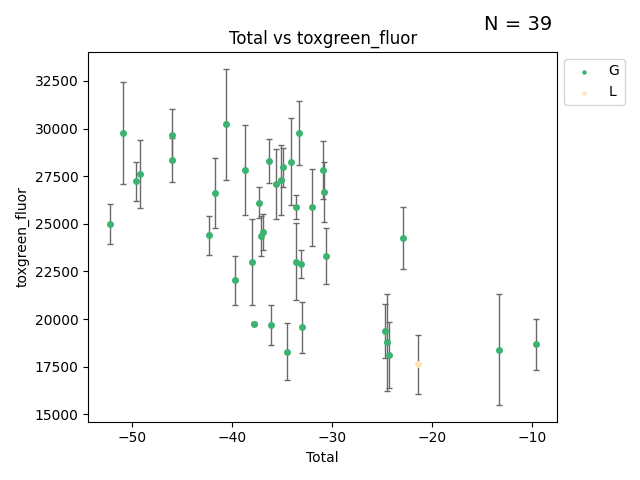 N = 39
Total vs toxgreen_fluor
G
L
32500
30000
27500
25000
22500
20000
17500
15000
toxgreen_fluor
−50
−40
−30
−20
−10
Total